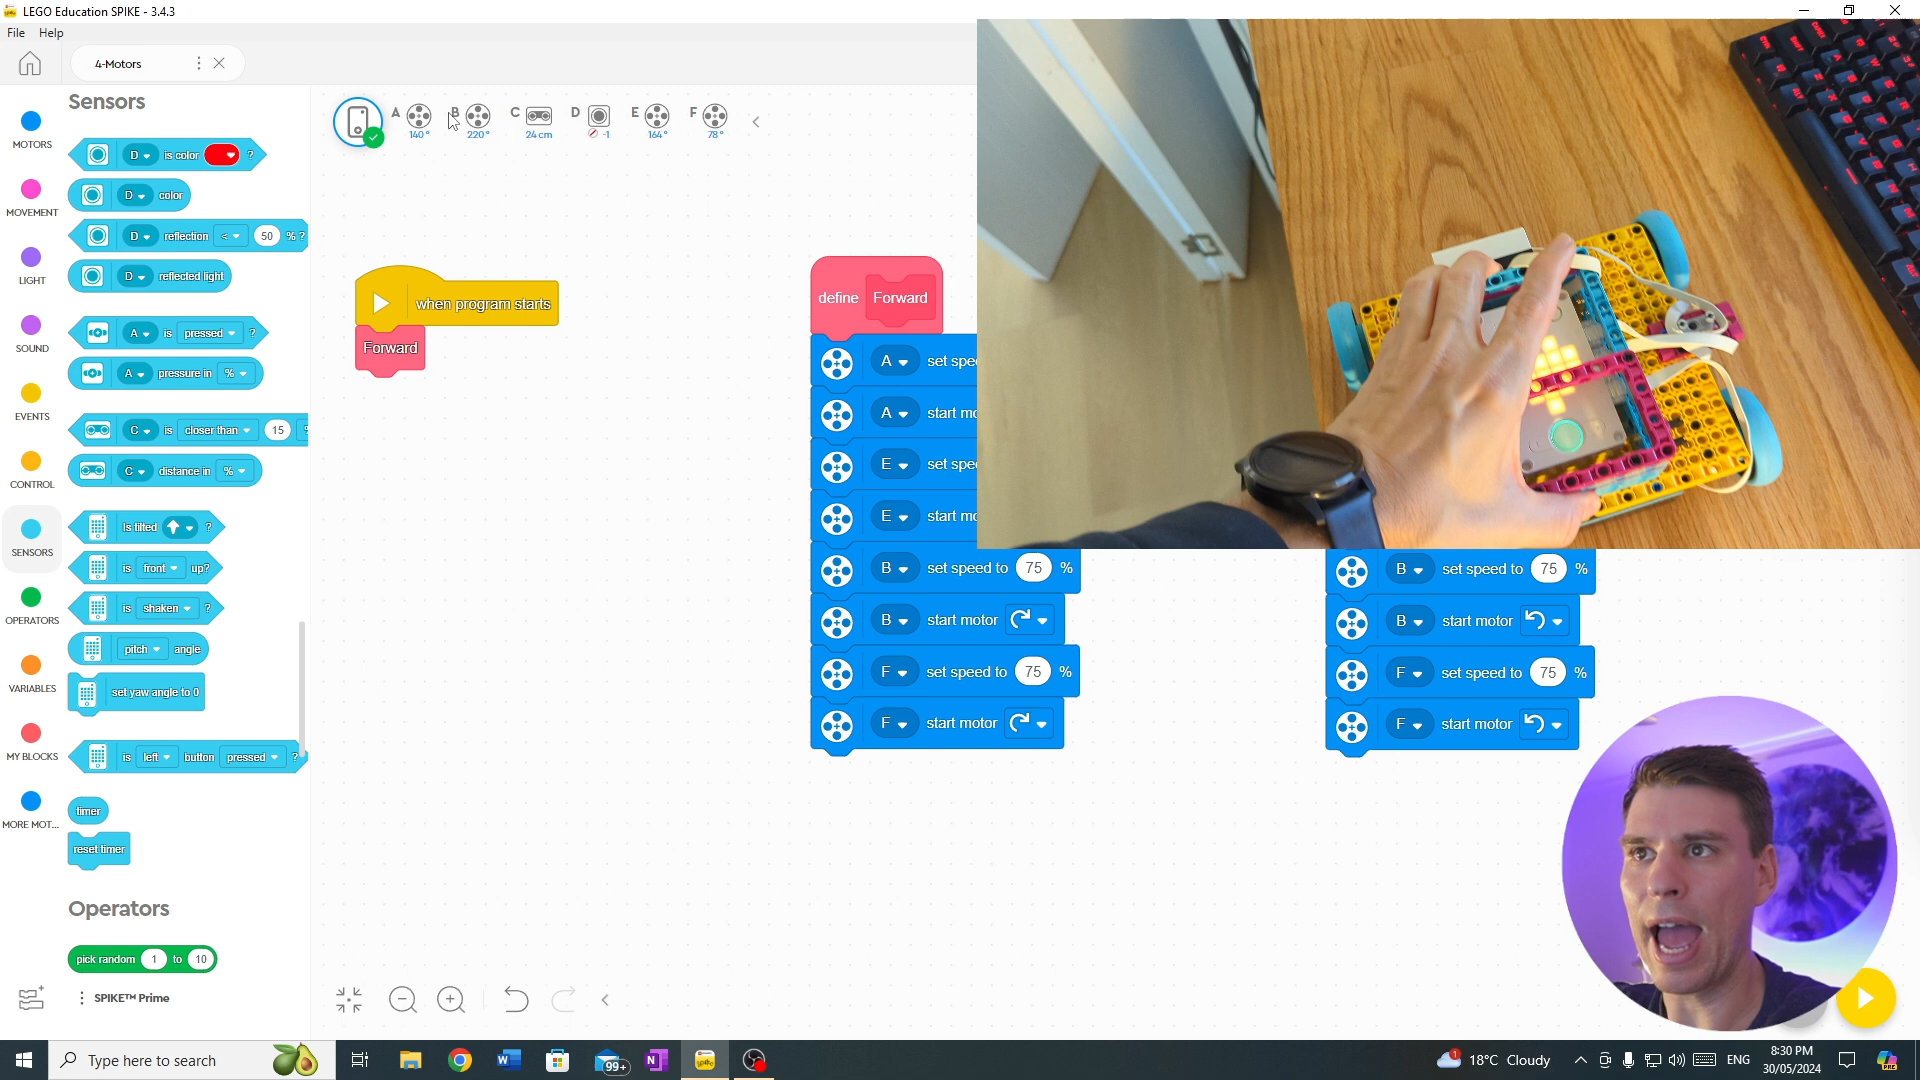 LEGO Education SPIKE - 3.4.3
File Help
4-Motors
Sensors
A B C D E F
140° 220° 24 cm -1 164° 78°
MOTORS
MOVEMENT
LIGHT
SOUND
EVENTS
CONTROL
SENSORS
OPERATORS
VARIABLES
MY BLOCKS
MORE MOT...
D is color ?
D color
D reflection < 50 % ?
D reflected light
A is pressed ?
A pressure in %
C is closer than 15
C distance in %
Is tilted ?
is front up?
is shaken ?
pitch angle
set yaw angle to 0
is left button pressed ?
timer
reset timer
Operators
pick random 1 to 10
SPIKE™ Prime
when program starts
Forward
define Forward
A set spee
A start mo
E set spee
E start mo
B set speed to 75 %
B start motor
F set speed to 75 %
F start motor
B set speed to 75 %
B start motor
F set speed to 75 %
F start motor
Type here to search
99+
1
18°C Cloudy
ENG
8:30 PM
30/05/2024
PRE